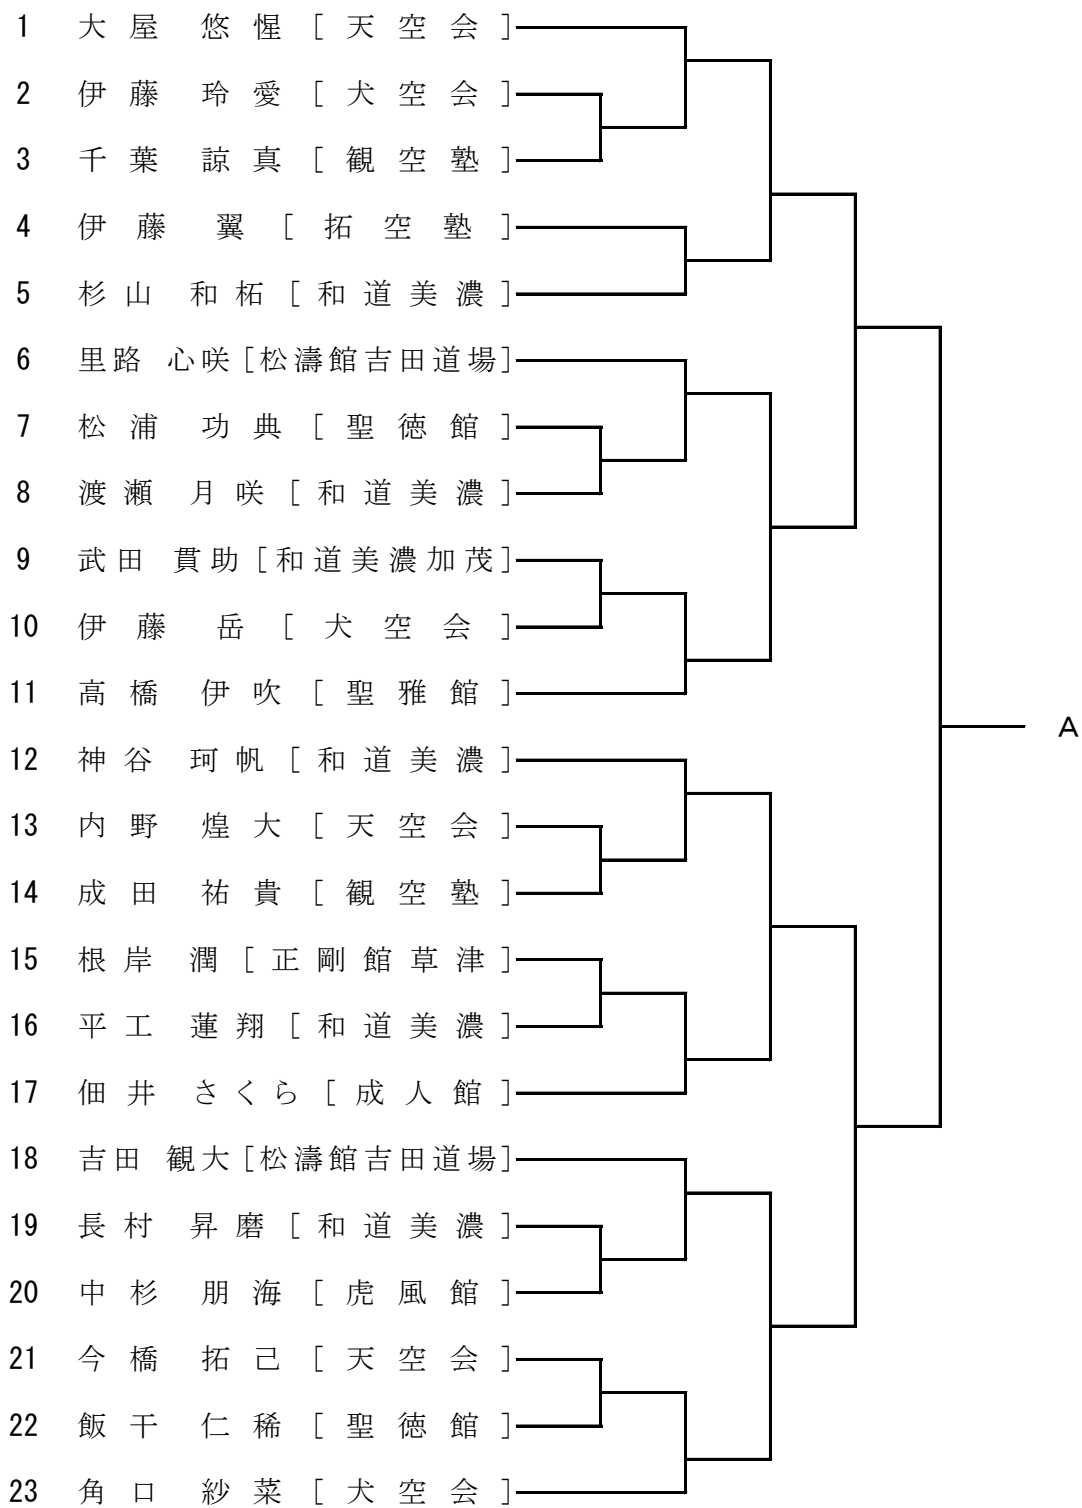 1 大屋 悠惺 [天空会]
2 伊藤 玲愛 [犬空会]
3 千葉 諒真 [観空塾]
4 伊藤 翼 [拓空塾]
5 杉山 和柘 [和道美濃]
6 里路 心咲 [松濤館吉田道場]
7 松浦 功典 [聖徳館]
8 渡瀬 月咲 [和道美濃]
9 武田 貫助 [和道美濃加茂]
10 伊藤 岳 [犬空会]
11 高橋 伊吹 [聖雅館]
A
12 神谷 珂帆 [和道美濃]
13 内野 煌大 [天空会]
14 成田 祐貴 [観空塾]
15 根岸 潤 [正剛館草津]
16 平工 蓮翔 [和道美濃]
17 佃井 さくら [成人館]
18 吉田 観大 [松濤館吉田道場]
19 長村 昇磨 [和道美濃]
20 中杉 朋海 [虎風館]
21 今橋 拓己 [天空会]
22 飯干 仁稀 [聖徳館]
23 角口 紗菜 [犬空会]